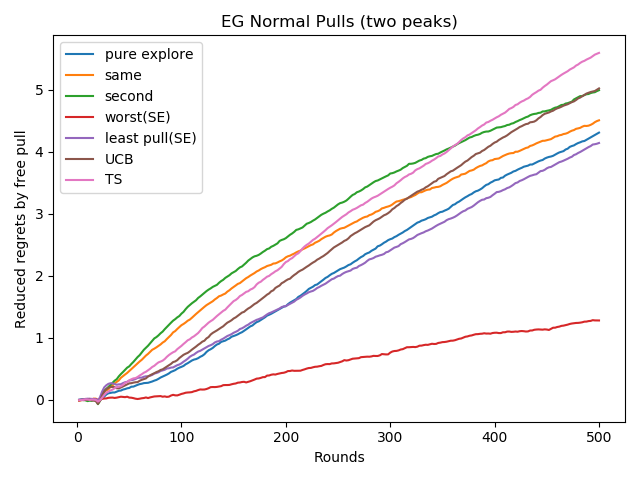 EG Normal Pulls (two peaks)
pure explore
same
second
worst(SE)
least pull(SE)
UCB
TS
Reduced regrets by free pull
5
4
3
2
1
0
0 100 200 300 400 500
Rounds